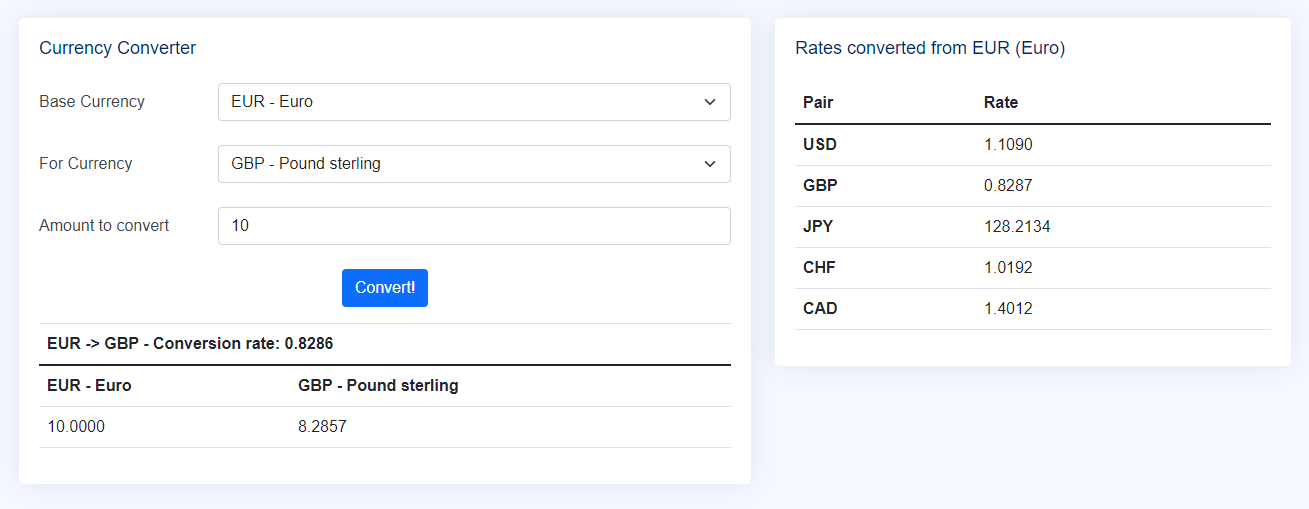 Currency Converter
Base Currency EUR - Euro
For Currency GBP - Pound sterling
Amount to convert 10
Convert!
EUR -> GBP - Conversion rate: 0.8286
EUR - Euro GBP - Pound sterling
10.0000 8.2857
Rates converted from EUR (Euro)
Pair Rate
USD 1.1090
GBP 0.8287
JPY 128.2134
CHF 1.0192
CAD 1.4012